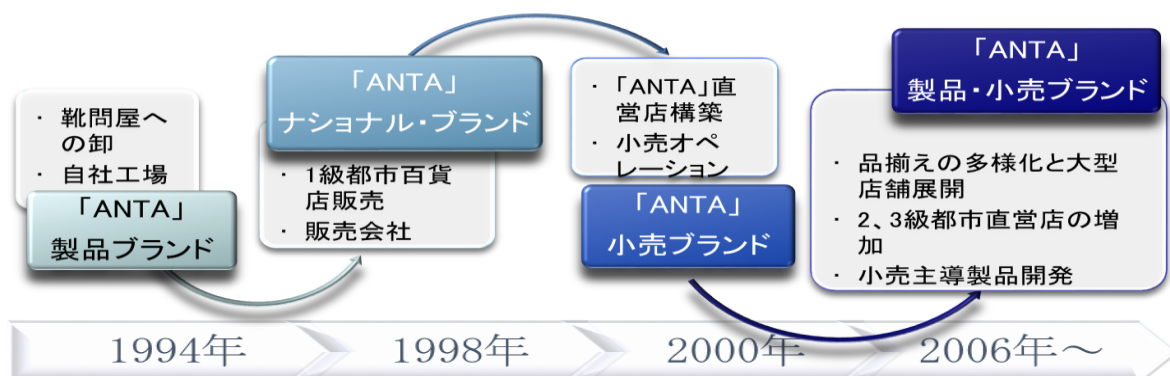 ・ 靴問屋へ
の卸
・ 自社工場
「ANTA」
製品ブランド
「ANTA」
ナショナル・ブランド
・ 1級都市百貨
店販売
・ 販売会社
・ 「ANTA」直
営店構築
・ 小売オペ
レーション
「ANTA」
小売ブランド
「ANTA」
製品・小売ブランド
・ 品揃えの多様化と大型
店舗展開
・ 2、3級都市直営店の増
加
・ 小売主導製品開発
1994年
1998年
2000年
2006年～